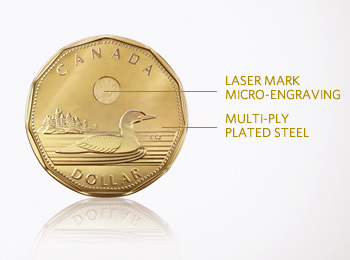 CANADA
LASER MARK
MICRO-ENGRAVING
MULTI-PLY
PLATED STEEL
DOLLAR